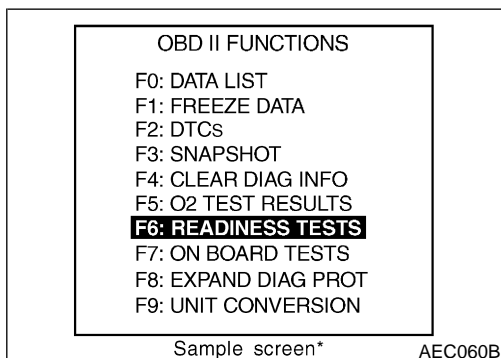 OBD II FUNCTIONS
F0: DATA LIST
F1: FREEZE DATA
F2: DTCs
F3: SNAPSHOT
F4: CLEAR DIAG INFO
F5: O2 TEST RESULTS
F6: READINESS TESTS
F7: ON BOARD TESTS
F8: EXPAND DIAG PROT
F9: UNIT CONVERSION
Sample screen*
AEC060B